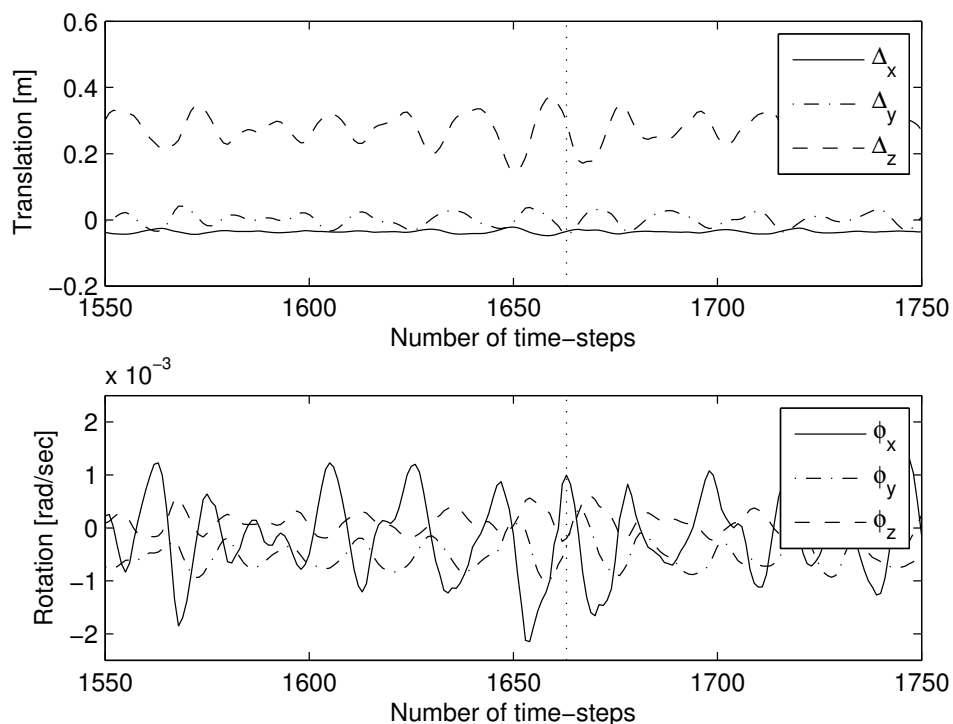 0.6
0.4
0.2
0
−0.2
Translation [m]
Δx
Δy
Δz
1550 1600 1650 1700 1750
Number of time−steps
x 10−3
2
1
0
−1
−2
Rotation [rad/sec]
ϕx
ϕy
ϕz
1550 1600 1650 1700 1750
Number of time−steps